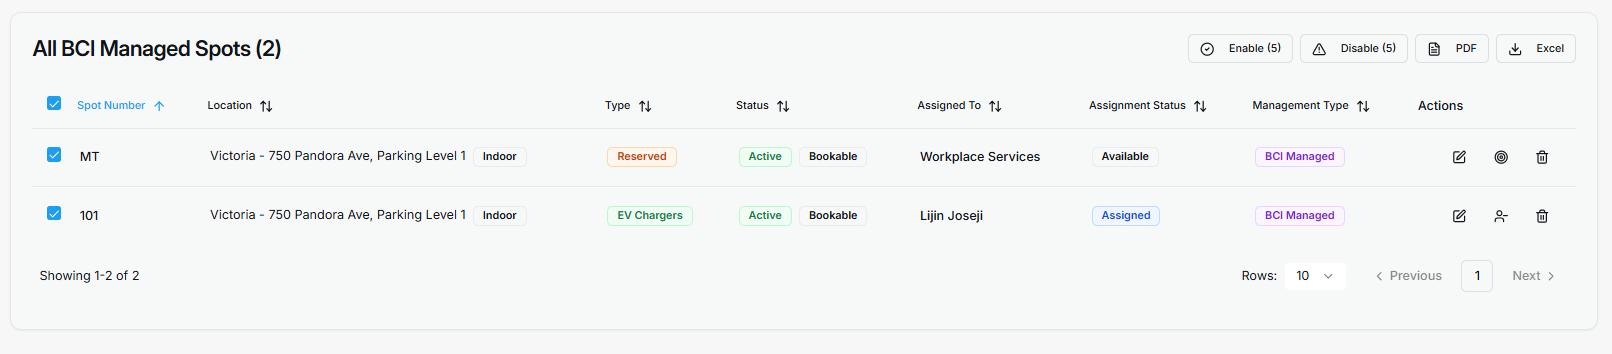 All BCI Managed Spots (2)
Enable (5) Disable (5) PDF Excel
Spot Number Location Type Status Assigned To Assignment Status Management Type Actions
MT Victoria - 750 Pandora Ave, Parking Level 1 Indoor Reserved Active Bookable Workplace Services Available BCI Managed
101 Victoria - 750 Pandora Ave, Parking Level 1 Indoor EV Chargers Active Bookable Lijin Joseji Assigned BCI Managed
Showing 1-2 of 2 Rows: 10 Previous 1 Next